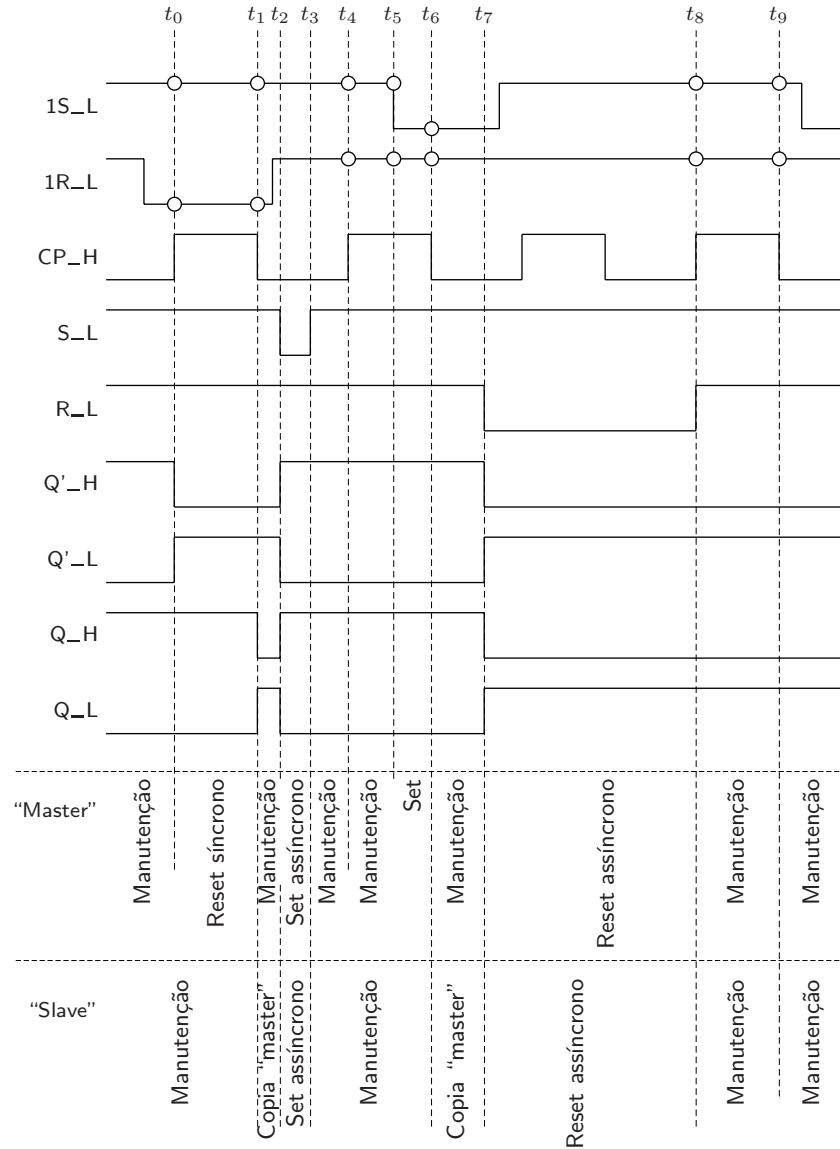 t0 t1 t2 t3 t4 t5 t6 t7 t8 t9
1S_L
1R_L
CP_H
S_L
R_L
Q’_H
Q’_L
Q_H
Q_L
“Master”
Manutenção
Reset síncrono
Manutenção
Set assíncrono
Manutenção
Manutenção
Set
Manutenção
Reset assíncrono
Manutenção
Manutenção
“Slave”
Manutenção
Copia “master”
Set assíncrono
Manutenção
Copia “master”
Reset assíncrono
Manutenção
Manutenção